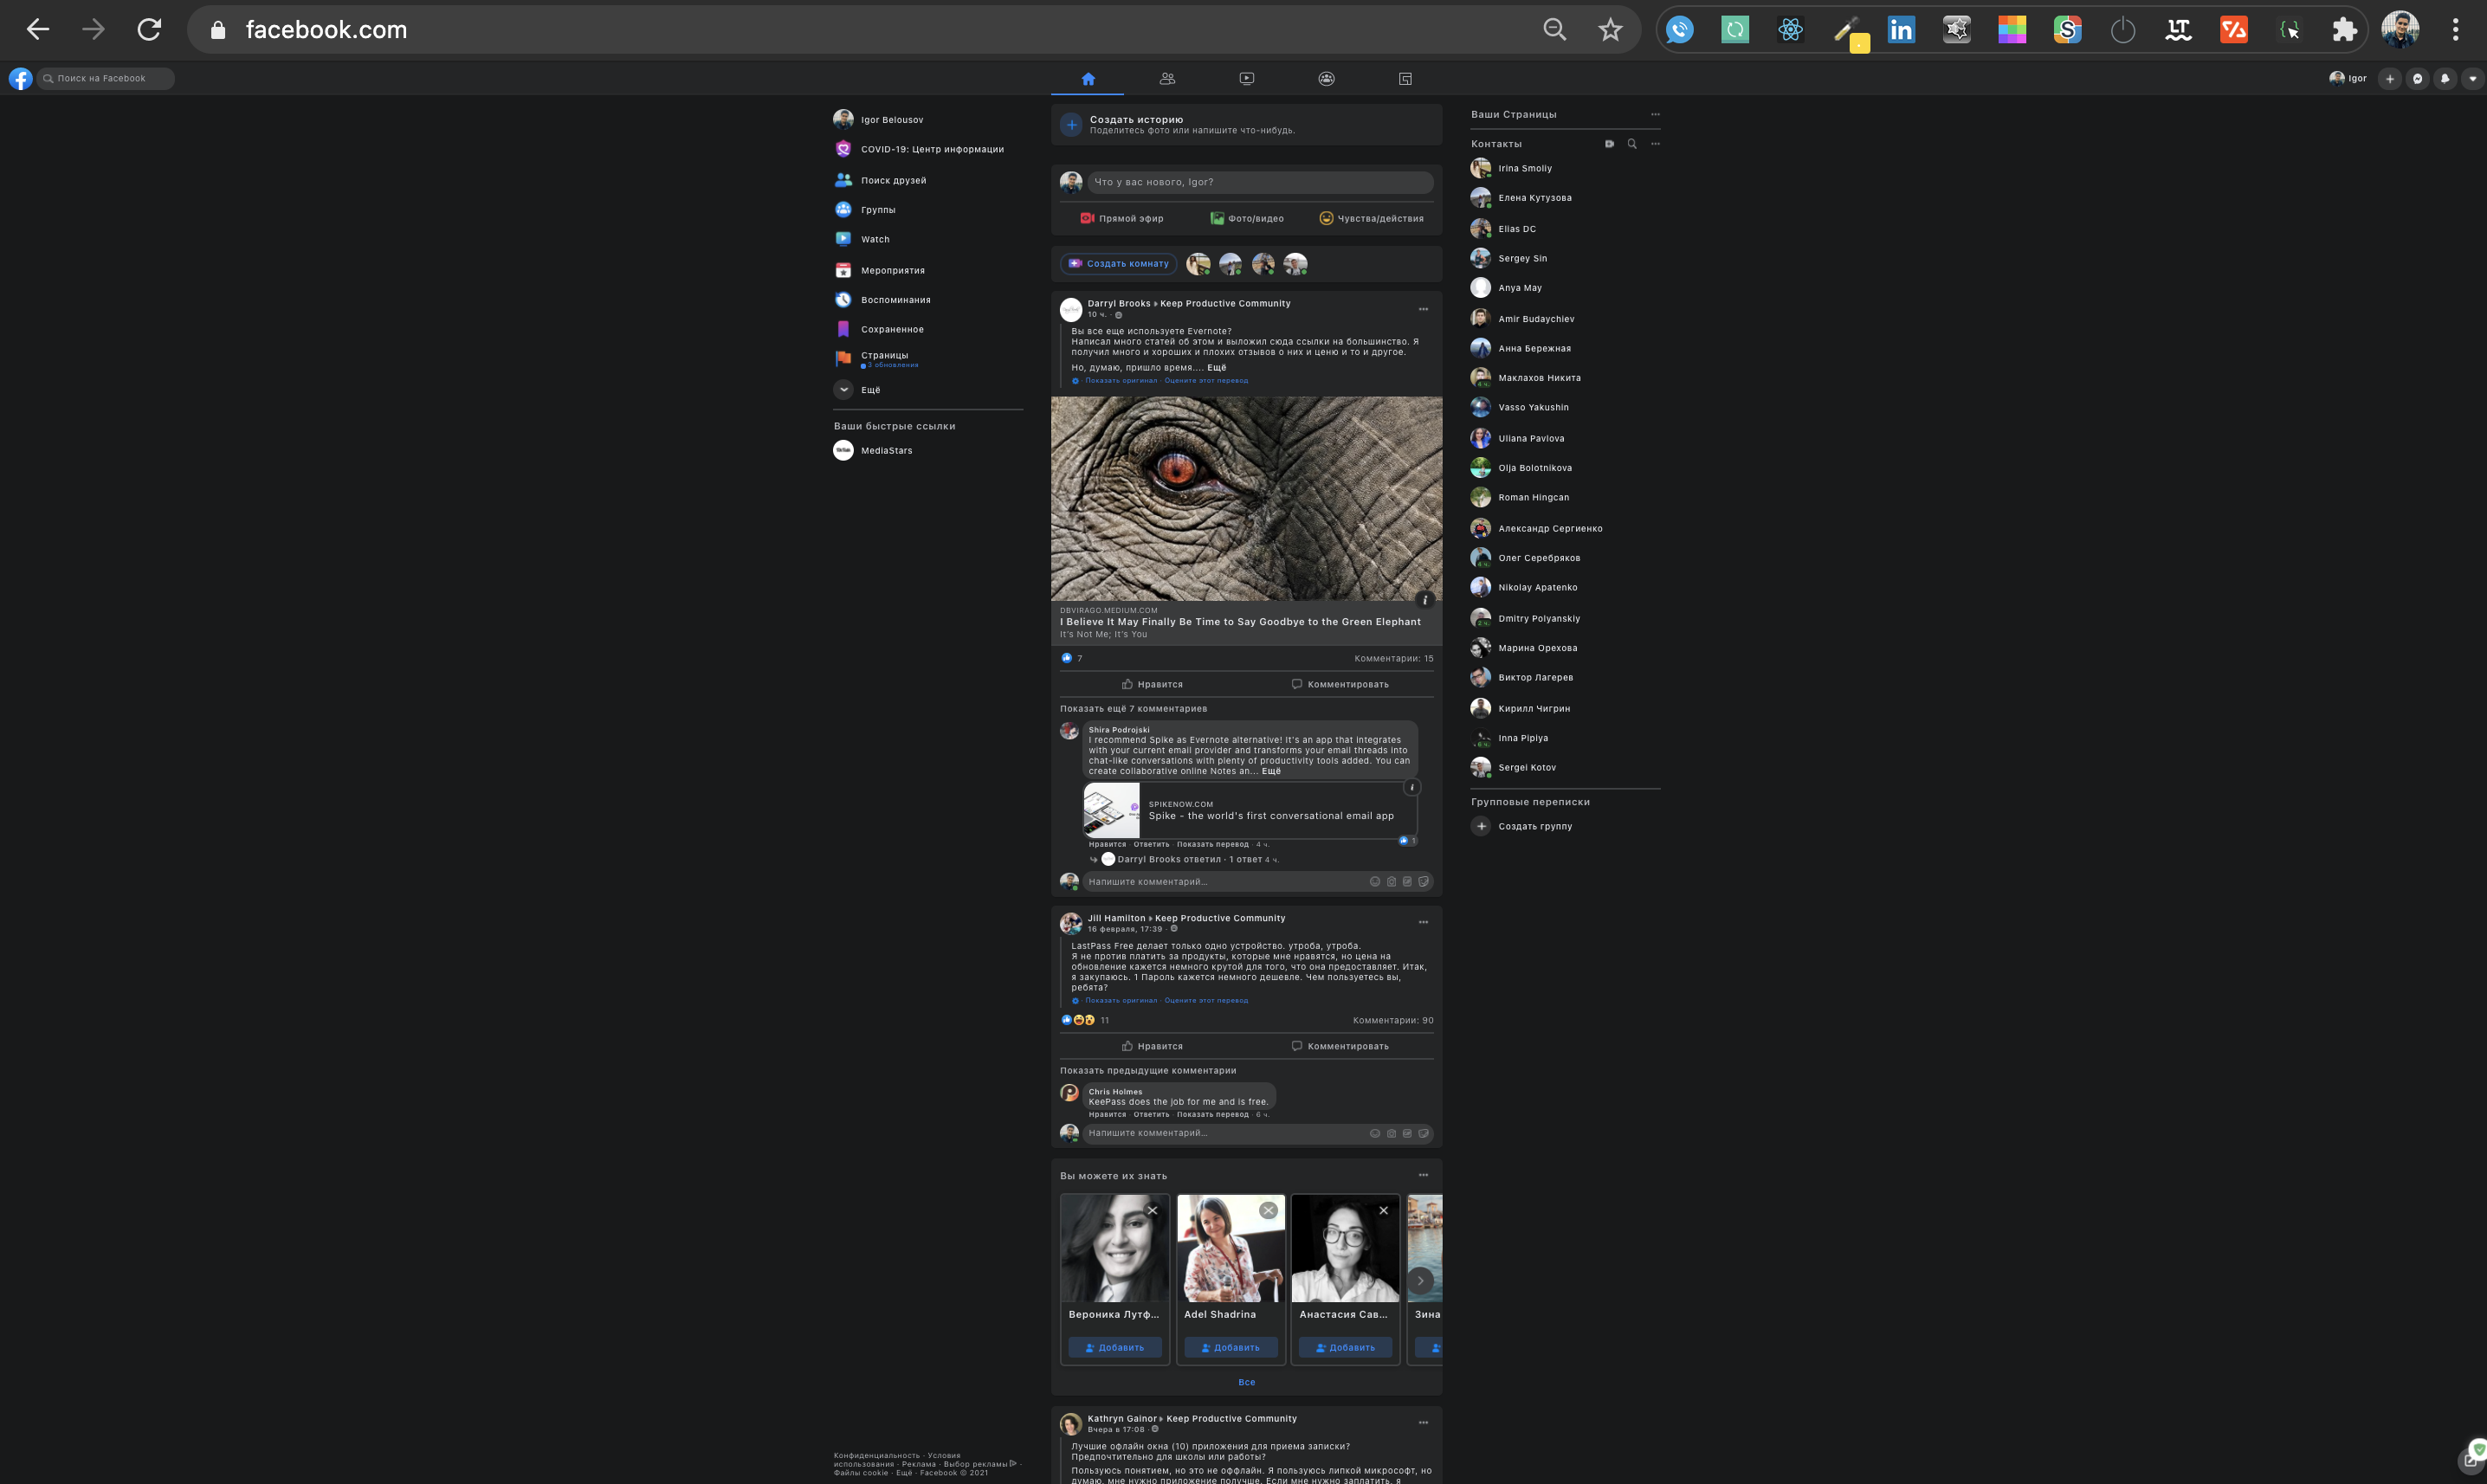 facebook.com
Поиск на Facebook
Igor
Igor Belousov
COVID-19: Центр информации
Поиск друзей
Группы
Watch
Мероприятия
Воспоминания
Сохраненное
Страницы
3 обновления
Ещё
Ваши быстрые ссылки
MediaStars
Конфиденциальность · Условия
использования · Реклама · Выбор рекламы ·
Файлы cookie · Ещё · Facebook © 2021
Создать историю
Поделитесь фото или напишите что-нибудь.
Что у вас нового, Igor?
Прямой эфир
Фото/видео
Чувства/действия
Создать комнату
Darryl Brooks ▸ Keep Productive Community
10 ч. ·
Вы все еще используете Evernote?
Написал много статей об этом и выложил сюда ссылки на большинство. Я
получил много и хороших и плохих отзывов о них и ценю и то и другое.
Но, думаю, пришло время.... Ещё
· Показать оригинал · Оцените этот перевод
DBVIRAGO.MEDIUM.COM
I Believe It May Finally Be Time to Say Goodbye to the Green Elephant
It's Not Me; It's You
7
Комментарии: 15
Нравится
Комментировать
Показать ещё 7 комментариев
Shira Podrojski
I recommend Spike as Evernote alternative! It's an app that integrates
with your current email provider and transforms your email threads into
chat-like conversations with plenty of productivity tools added. You can
create collaborative online Notes an... Ещё
SPIKENOW.COM
Spike - the world's first conversational email app
1
Нравится · Ответить · Показать перевод · 4 ч.
Darryl Brooks ответил · 1 ответ 4 ч.
Напишите комментарий...
Jill Hamilton ▸ Keep Productive Community
16 февраля, 17:39 ·
LastPass Free делает только одно устройство. утроба, утроба.
Я не против платить за продукты, которые мне нравятся, но цена на
обновление кажется немного крутой для того, что она предоставляет. Итак,
я закупаюсь. 1 Пароль кажется немного дешевле. Чем пользуетесь вы,
ребята?
· Показать оригинал · Оцените этот перевод
11
Комментарии: 90
Нравится
Комментировать
Показать предыдущие комментарии
Chris Holmes
KeePass does the job for me and is free.
Нравится · Ответить · Показать перевод · 6 ч.
Напишите комментарий...
Вы можете их знать
Вероника Лутф...
Adel Shadrina
Анастасия Сав...
Зина
Добавить
Добавить
Добавить
Все
Kathryn Gainor ▸ Keep Productive Community
Вчера в 17:08 ·
Лучшие офлайн окна (10) приложения для приема записки?
Предпочтительно для школы или работы?
Пользуюсь понятием, но это не оффлайн. Я пользуюсь липкой микрософт, но
думаю, мне нужно приложение получше. Если мне нужно заплатить, я
Ваши Страницы
Контакты
Irina Smoliy
Елена Кутузова
Elias DC
Sergey Sin
Anya May
Amir Budaychiev
Анна Бережная
Маклахов Никита
Vasso Yakushin
Uliana Pavlova
Olja Bolotnikova
Roman Hingcan
Александр Сергиенко
Олег Серебряков
Nikolay Apatenko
Dmitry Polyanskiy
Марина Орехова
Виктор Лагерев
Кирилл Чигрин
Inna Pipiya
Sergei Kotov
Групповые переписки
Создать группу